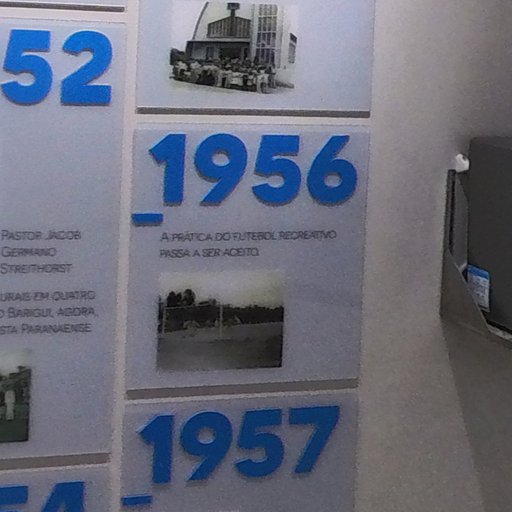 52
PASTOR JACOB
GERMANO
STREITHORST
URAIS EM QUATRO
O BARIGUI, AGORA,
STA PARANAENSE
54
1956
A PRÁTICA DO FUTEBOL RECREATIVO
PASSA A SER ACEITO.
1957